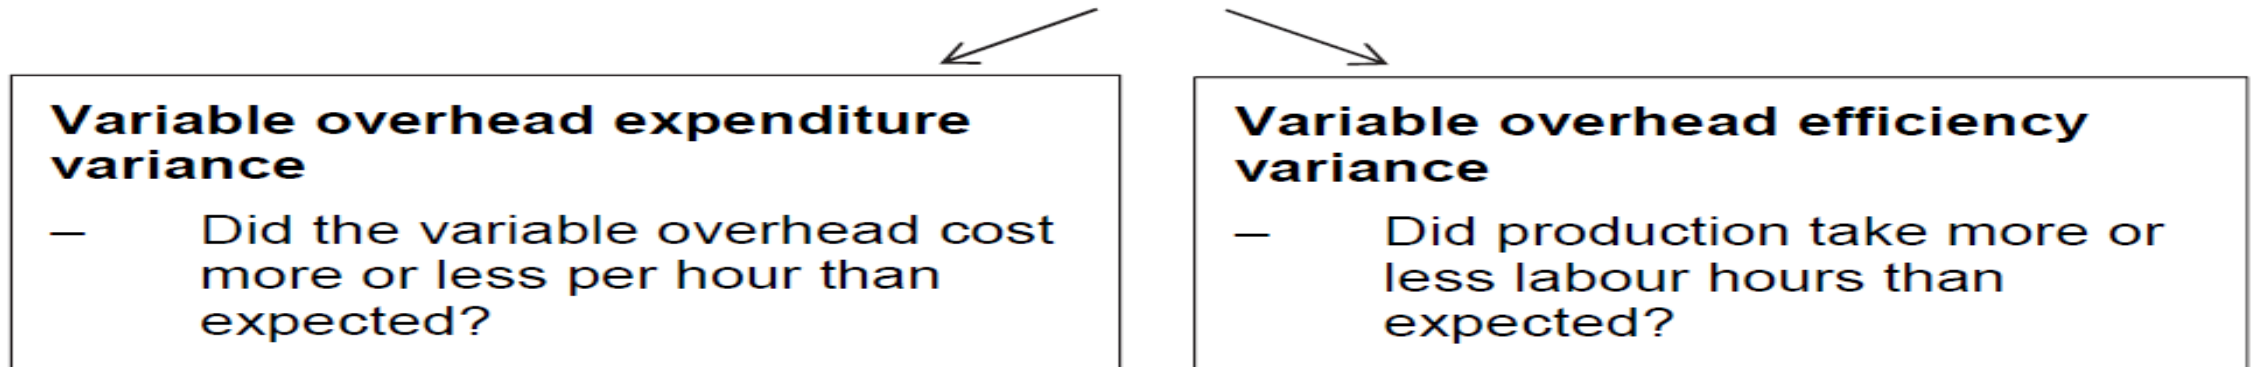 Variable overhead expenditure
variance
– Did the variable overhead cost
more or less per hour than
expected?
Variable overhead efficiency
variance
– Did production take more or
less labour hours than
expected?